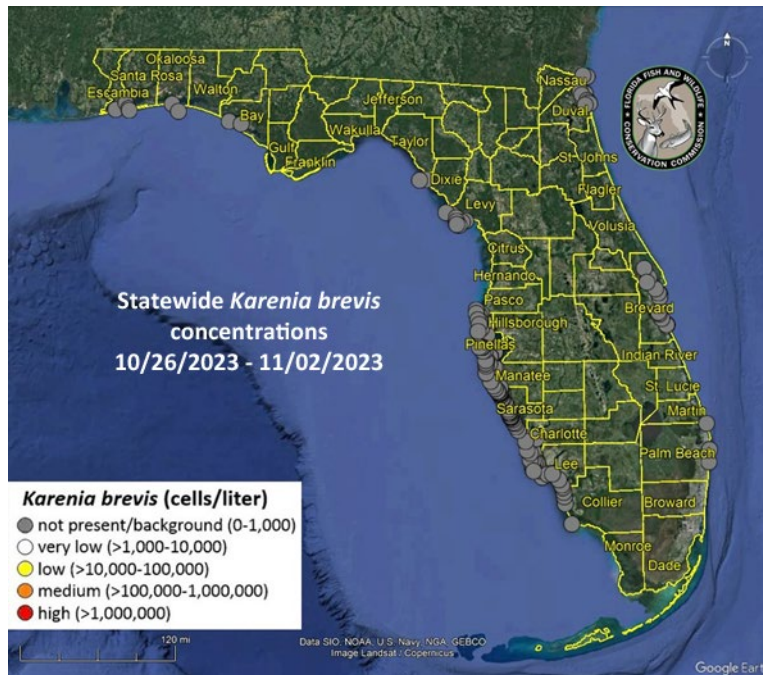 Okaloosa
Santa Rosa
Escambia
Walton
Bay
Jefferson
Wakulla
Gulf
Franklin
Taylor
Dixie
Levy
Nassau
Duval
St. Johns
Flagler
Volusia
Citrus
Hernando
Pasco
Hillsborough
Pinellas
Manatee
Sarasota
Charlotte
Lee
Collier
Monroe
Dade
Broward
Palm Beach
Martin
St. Lucie
Indian River
Brevard
N
FLORIDA FISH AND WILDLIFE
CONSERVATION COMMISSION
Statewide Karenia brevis
concentrations
10/26/2023 - 11/02/2023
Karenia brevis (cells/liter)
not present/background (0-1,000)
very low (>1,000-10,000)
low (>10,000-100,000)
medium (>100,000-1,000,000)
high (>1,000,000)
120 mi
Data SIO, NOAA, U.S. Navy, NGA, GEBCO
Image Landsat / Copernicus
Google Eart